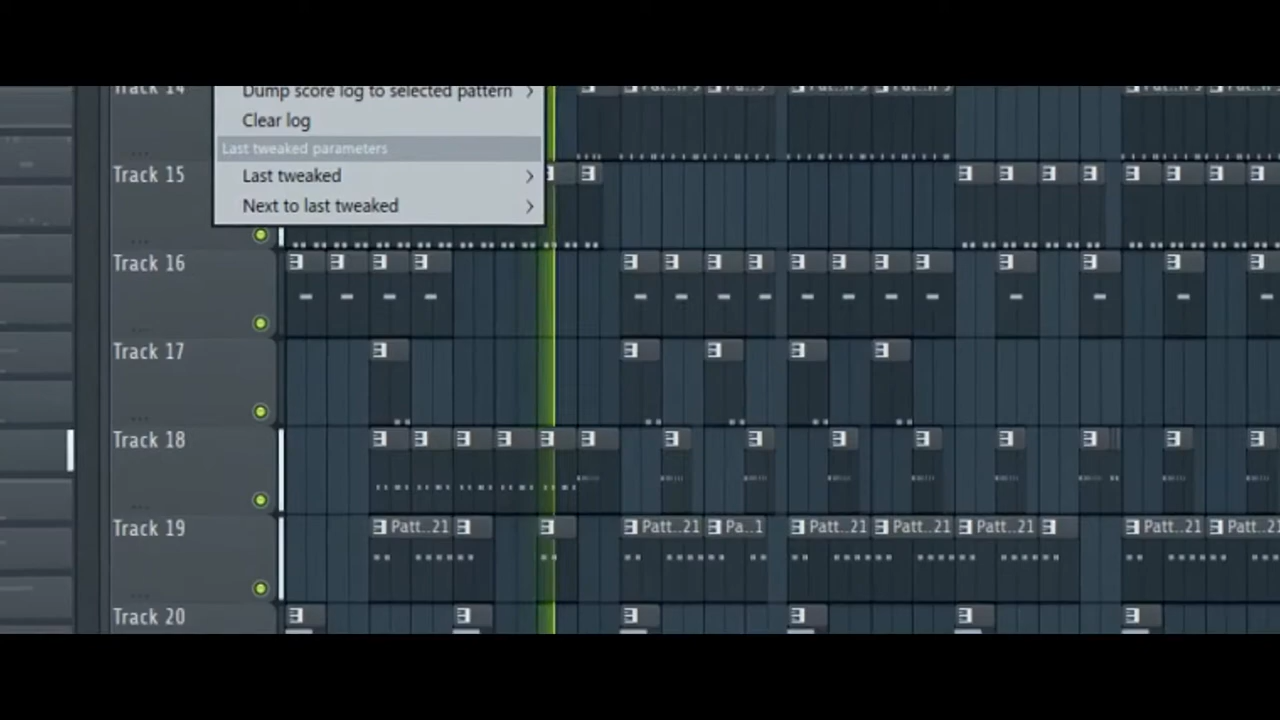 Track 14
Dump score log to selected pattern
Clear log
Last tweaked parameters
Track 15
Last tweaked
Next to last tweaked
Track 16
Track 17
Track 18
Track 19 Patt..21 Patt..21 Pa..1 Patt..21 Patt..21 Patt..21 Patt..21 Patt..21
Track 20